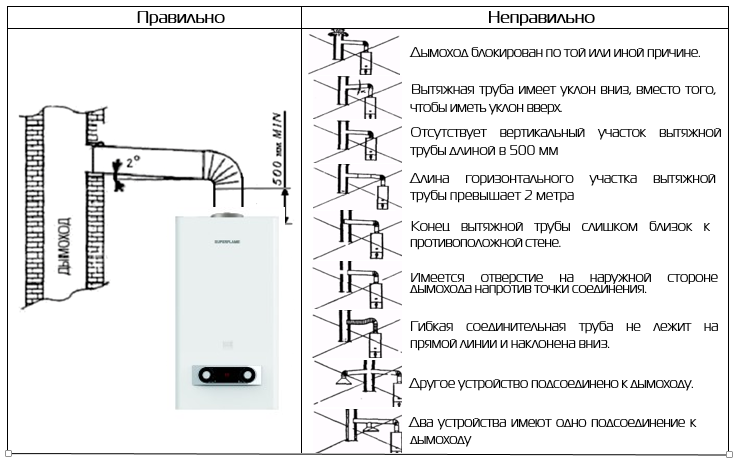 Правильно
Неправильно
2°
500 мм MIN
ДЫМОХОД
SUPERFLAME
Дымоход блокирован по той или иной причине.
Вытяжная труба имеет уклон вниз, вместо того,
чтобы иметь уклон вверх.
Отсутствует вертикальный участок вытяжной
трубы длиной в 500 мм
Длина горизонтального участка вытяжной
трубы превышает 2 метра
Конец вытяжной трубы слишком близок к
противоположной стене.
Имеется отверстие на наружной стороне
дымохода напротив точки соединения.
Гибкая соединительная труба не лежит на
прямой линии и наклонена вниз.
Другое устройство подсоединено к дымоходу.
Два устройства имеют одно подсоединение к
дымоходу